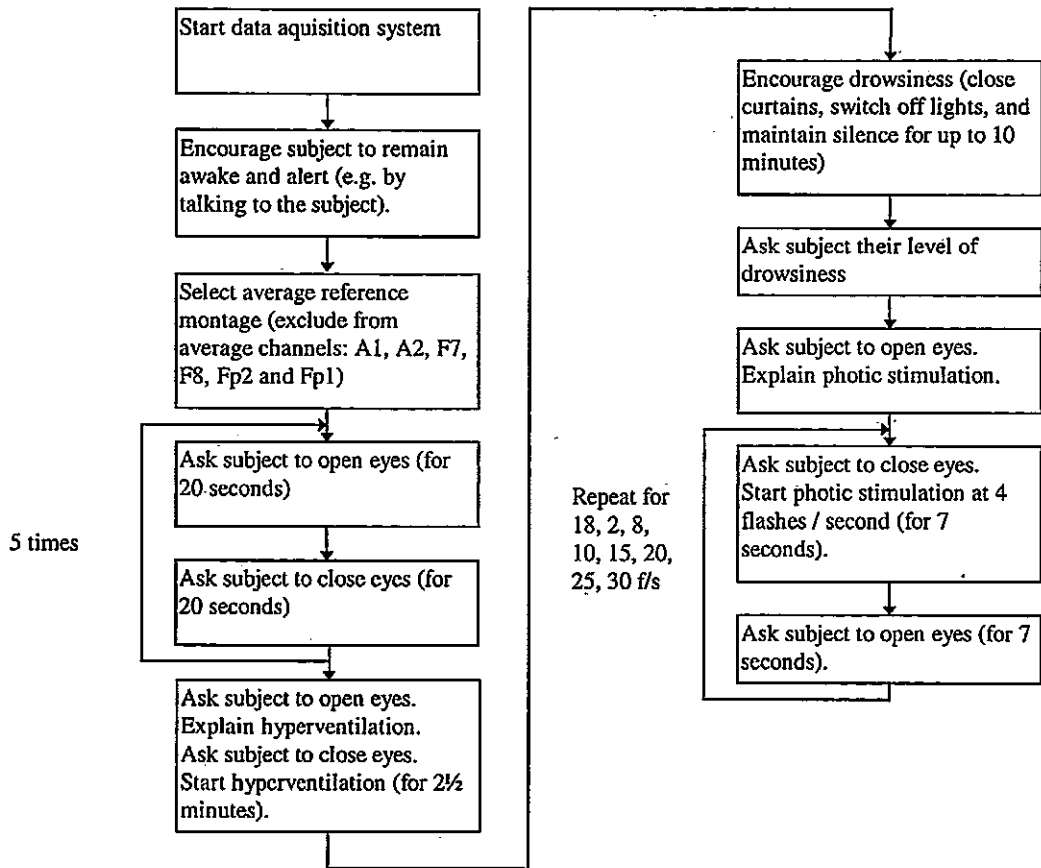 Start data aquisition system
Encourage subject to remain
awake and alert (e.g. by
talking to the subject).
Select average reference
montage (exclude from
average channels: A1, A2, F7,
F8, Fp2 and Fp1)
5 times
Ask subject to open eyes (for
20 seconds)
Ask subject to close eyes (for
20 seconds)
Ask subject to open eyes.
Explain hyperventilation.
Ask subject to close eyes.
Start hyperventilation (for 2½
minutes).
Encourage drowsiness (close
curtains, switch off lights, and
maintain silence for up to 10
minutes)
Ask subject their level of
drowsiness
Ask subject to open eyes.
Explain photic stimulation.
Repeat for
18, 2, 8,
10, 15, 20,
25, 30 f/s
Ask subject to close eyes.
Start photic stimulation at 4
flashes / second (for 7
seconds).
Ask subject to open eyes (for 7
seconds).